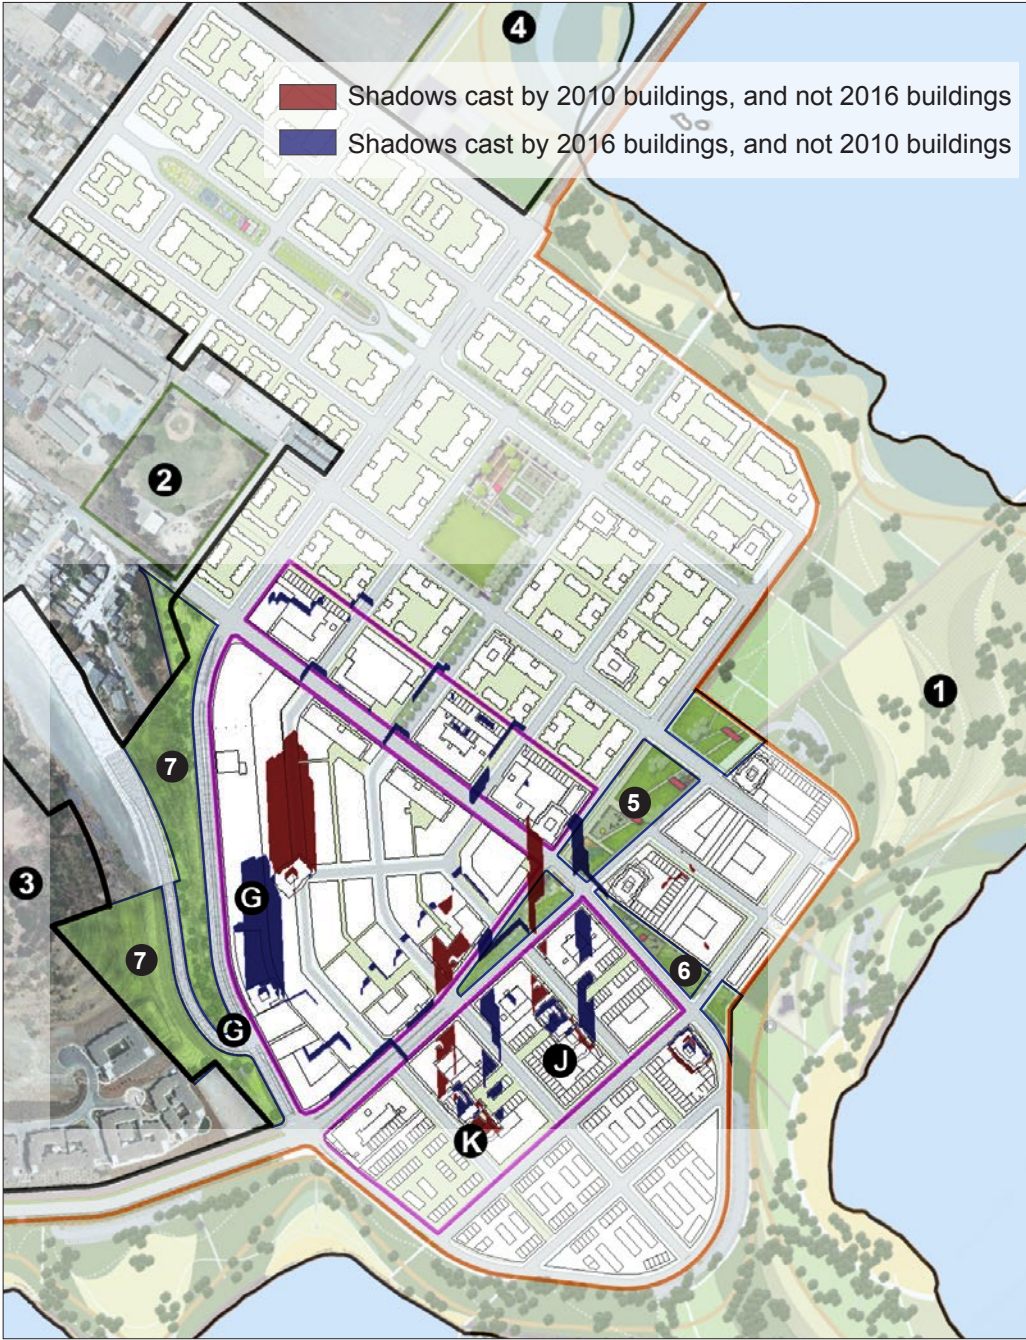 4
Shadows cast by 2010 buildings, and not 2016 buildings
Shadows cast by 2016 buildings, and not 2010 buildings
2
1
7
5
3
G
7
6
G
J
K